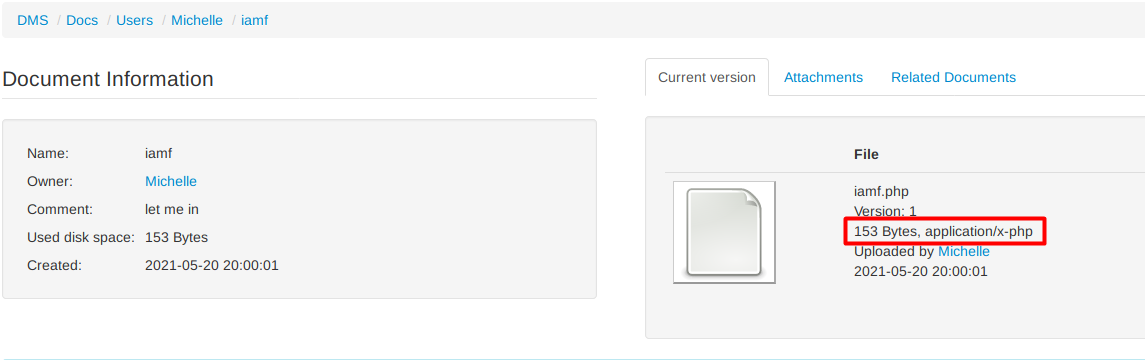 DMS / Docs / Users / Michelle / iamf
Document Information
Name: iamf
Owner: Michelle
Comment: let me in
Used disk space: 153 Bytes
Created: 2021-05-20 20:00:01
Current version Attachments Related Documents
File
iamf.php
Version: 1
153 Bytes, application/x-php
Uploaded by Michelle
2021-05-20 20:00:01